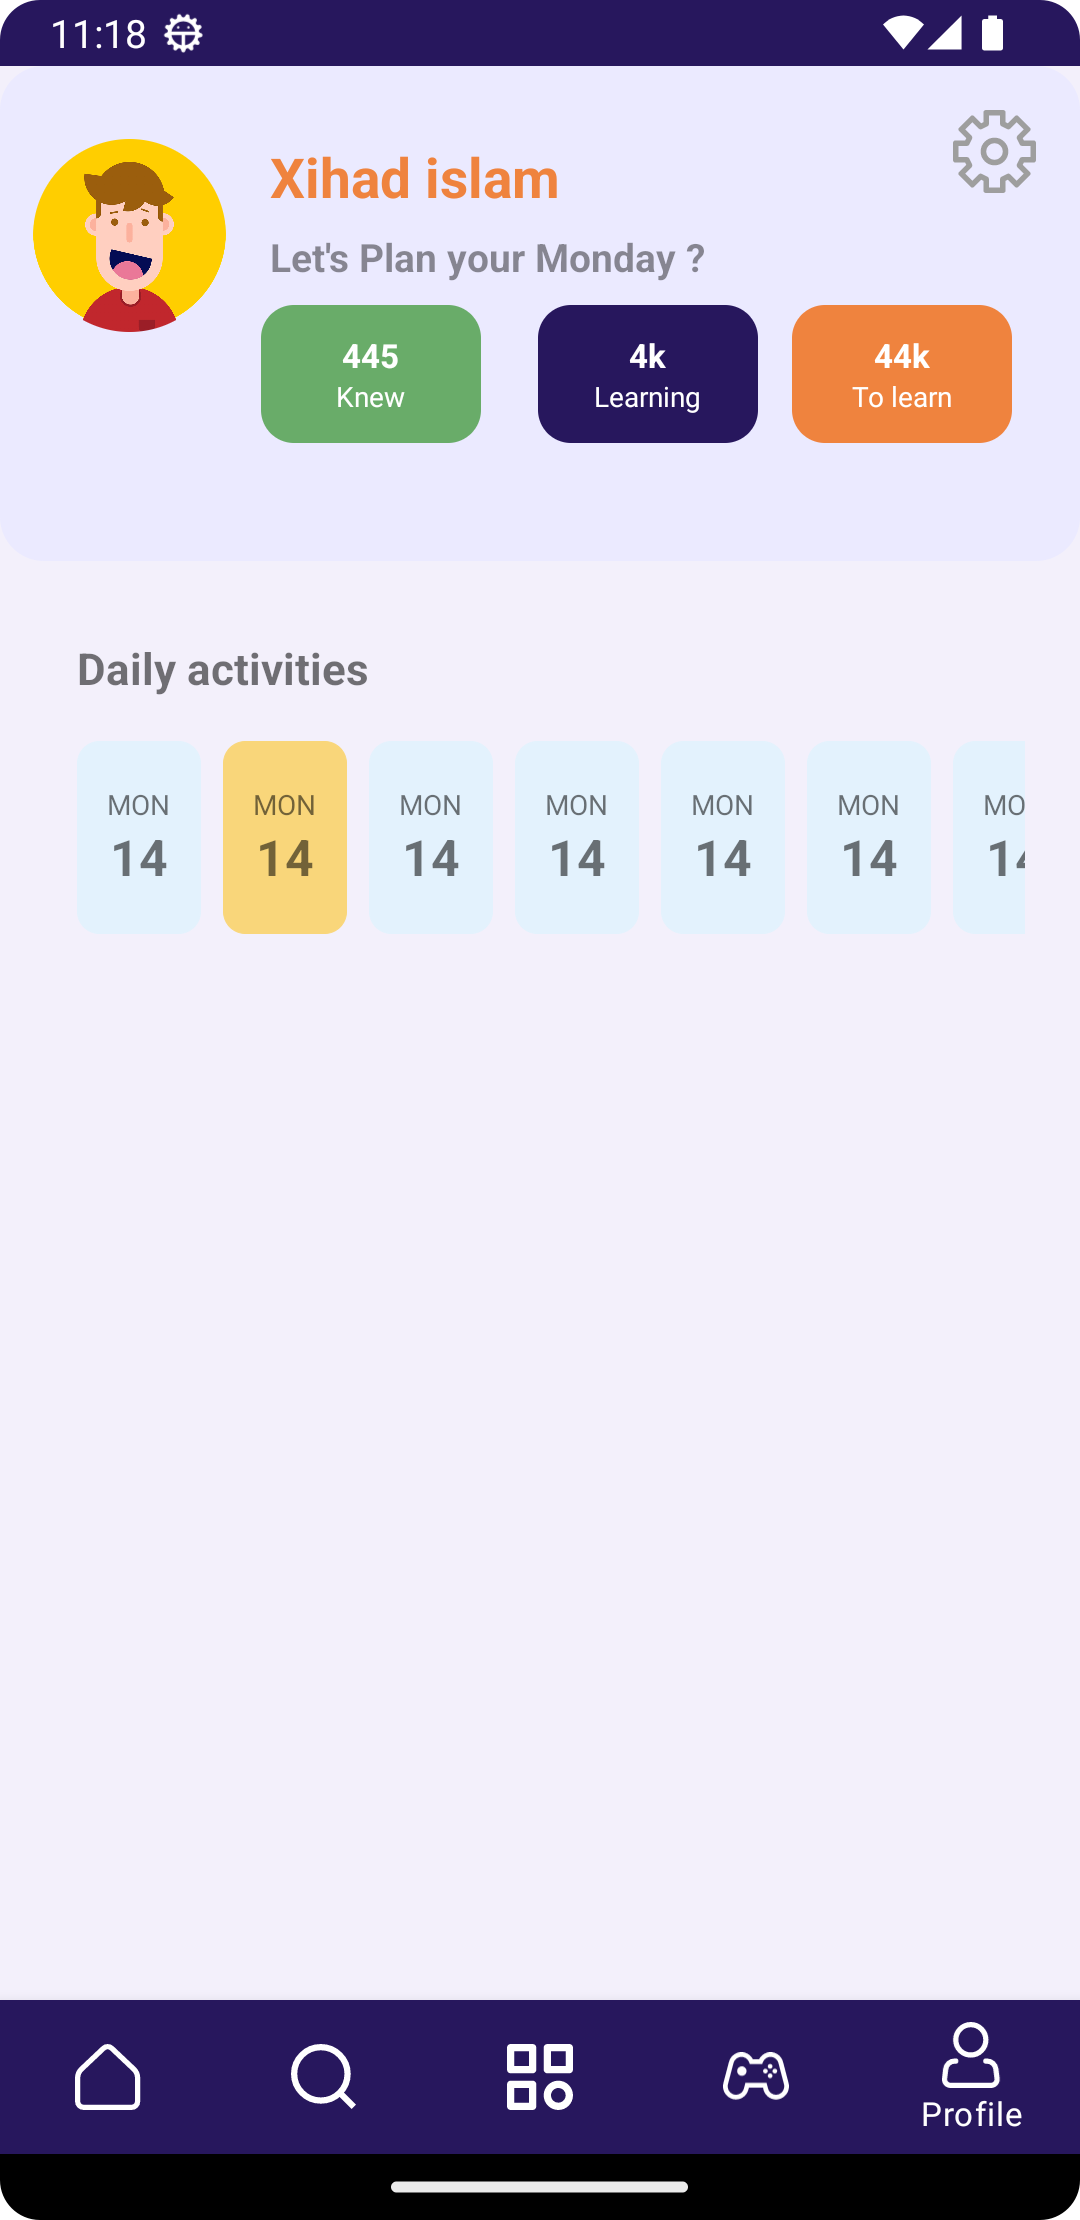 11:18
Xihad islam
Let's Plan your Monday ?
445
Knew
4k
Learning
44k
To learn
Daily activities
MON MON MON MON MON MON MO
14 14 14 14 14 14 14
Profile